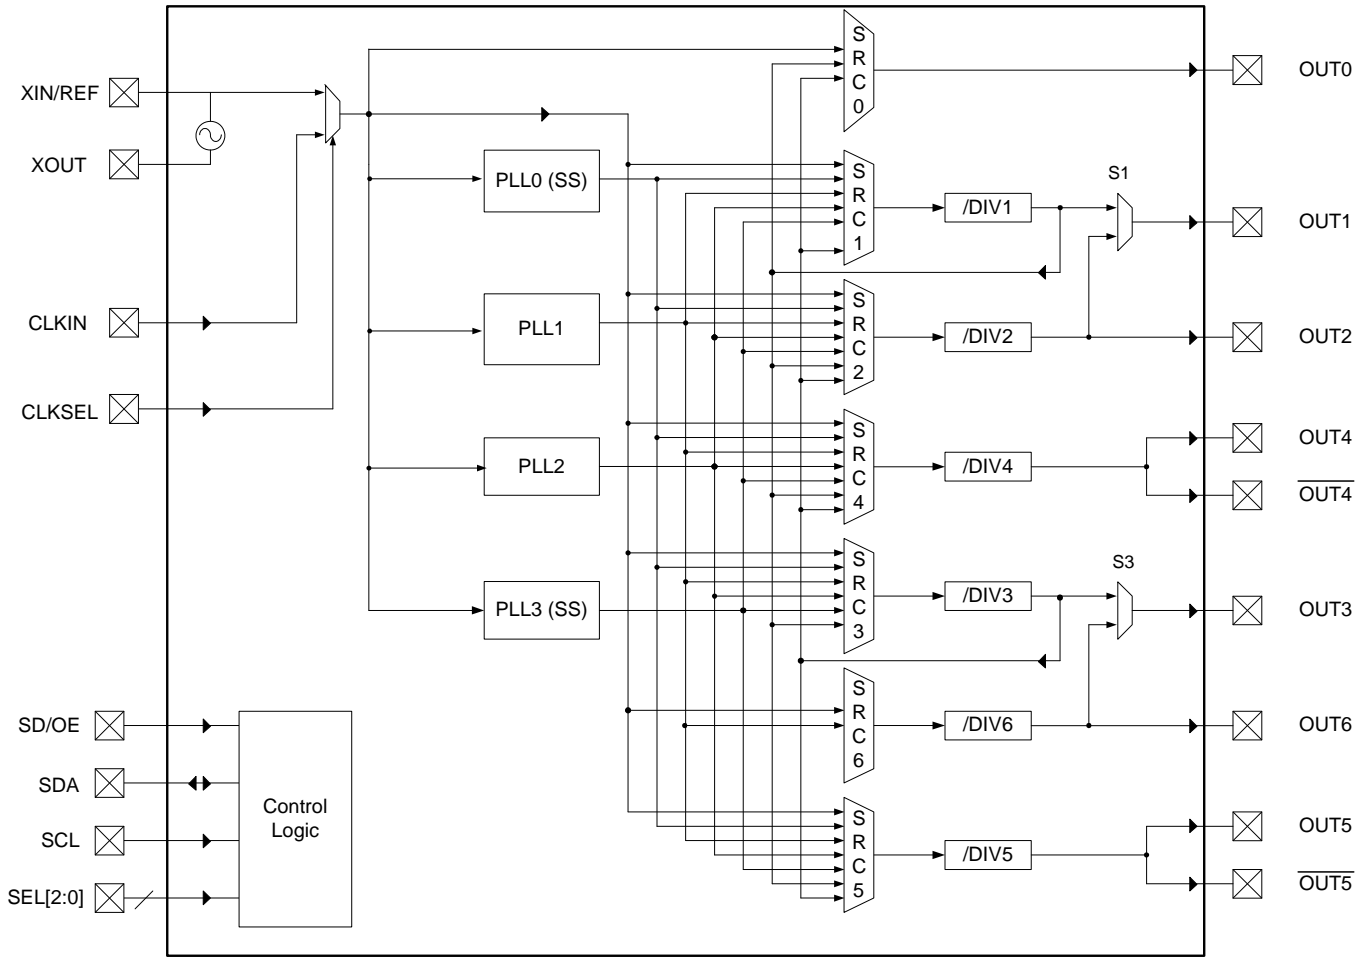 XIN/REF
XOUT
CLKIN
CLKSEL
SD/OE
SDA
SCL
SEL[2:0]
Control
Logic
PLL0 (SS)
PLL1
PLL2
PLL3 (SS)
SRC0
SRC1
SRC2
SRC4
SRC3
SRC6
SRC5
/DIV1
/DIV2
/DIV4
/DIV3
/DIV6
/DIV5
S1
S3
OUT0
OUT1
OUT2
OUT4
OUT4
OUT3
OUT6
OUT5
OUT5